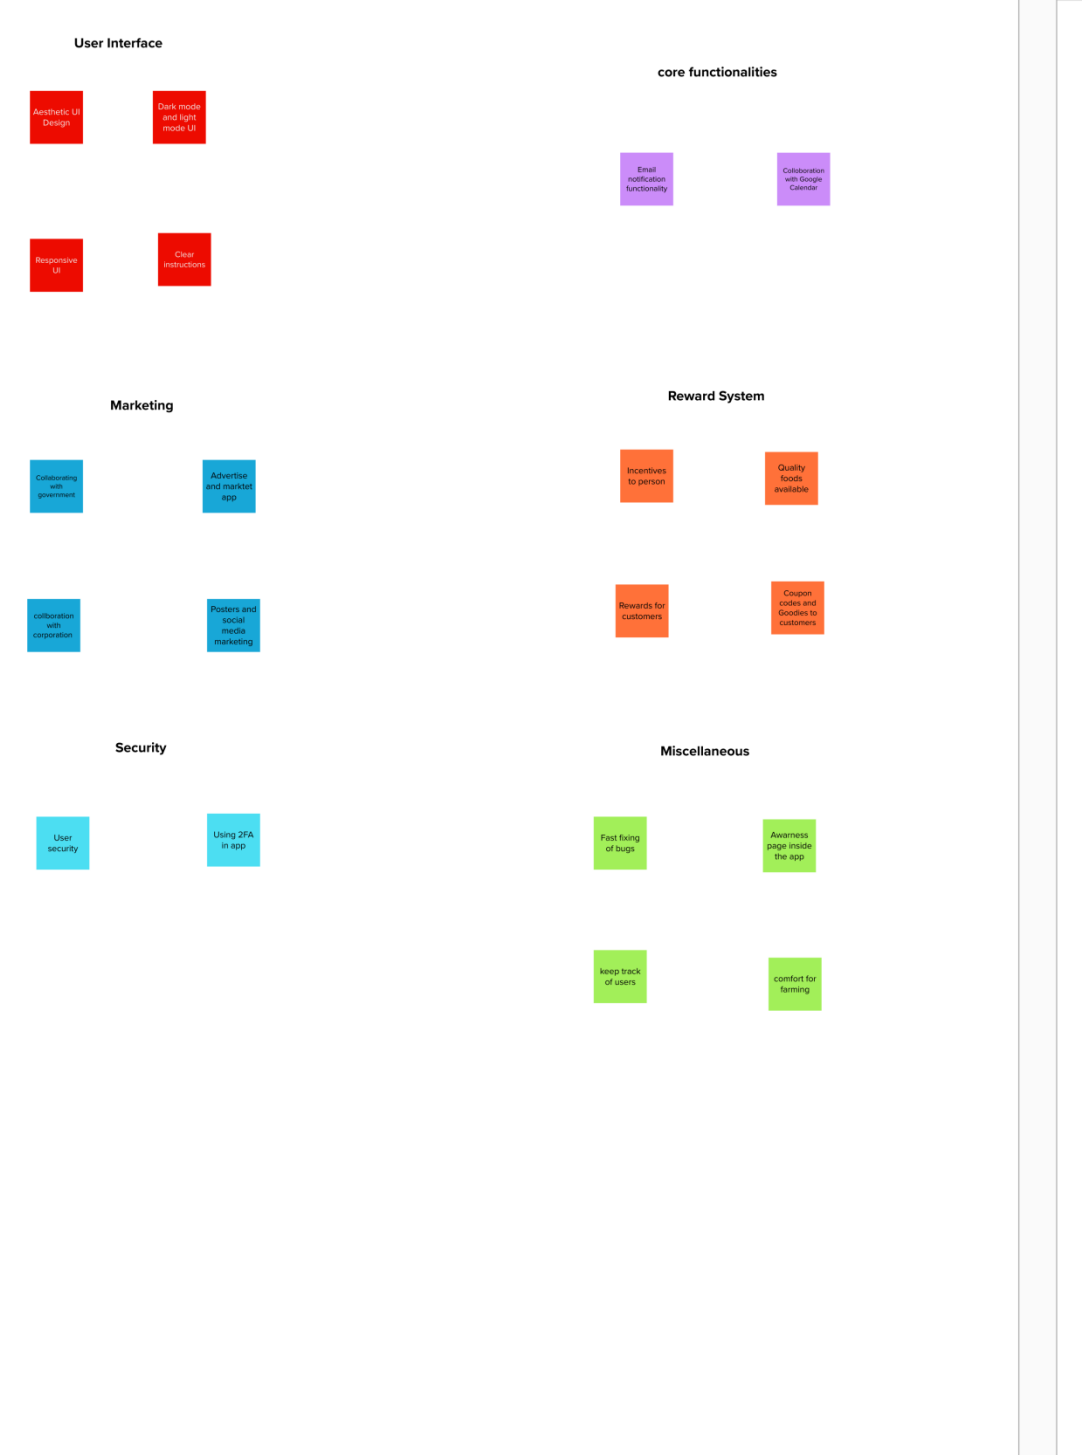 User Interface
Aesthetic UI
Design
Dark mode
and light
mode UI
Responsive
UI
Clear
instructions
core functionalities
Email
notification
functionality
Collaboration
with Google
Calendar
Marketing
Collaborating
with
government
Advertise
and marktet
app
collboration
with
corporation
Posters and
social
media
marketing
Reward System
Incentives
to person
Quality
foods
available
Rewards for
customers
Coupon
codes and
Goodies to
customers
Security
User
security
Using 2FA
in app
Miscellaneous
Fast fixing
of bugs
Awarness
page inside
the app
keep track
of users
comfort for
farming